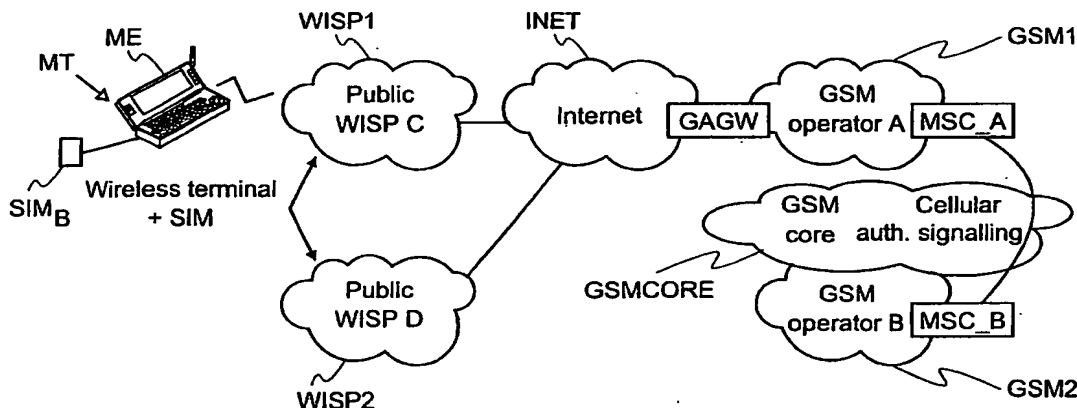 WISP1
INET
GSM1
ME
MT
Public
WISP C
Internet
GAGW
GSM
operator A
MSC_A
SIMB
Wireless terminal
+ SIM
GSM
core
Cellular
auth. signalling
GSMCORE
Public
WISP D
GSM
operator B
MSC_B
WISP2
GSM2